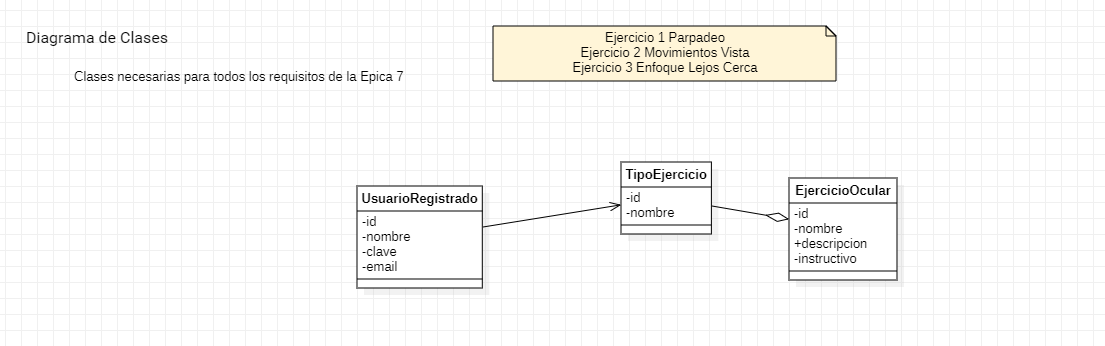 Diagrama de Clases
Clases necesarias para todos los requisitos de la Epica 7
Ejercicio 1 Parpadeo
Ejercicio 2 Movimientos Vista
Ejercicio 3 Enfoque Lejos Cerca
UsuarioRegistrado
-id
-nombre
-clave
-email
TipoEjercicio
-id
-nombre
EjercicioOcular
-id
-nombre
+descripcion
-instructivo